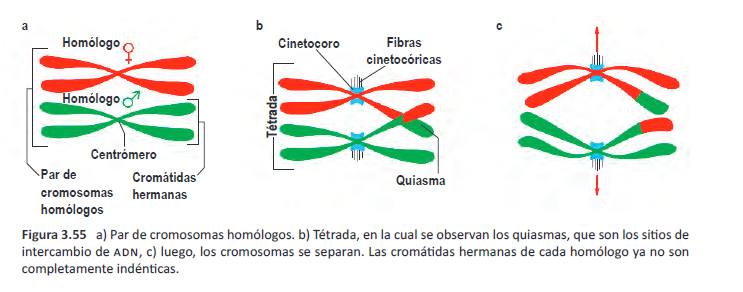 a
Homólogo ♀
Homólogo ♂
Centrómero
Par de
cromosomas
homólogos
Cromátidas
hermanas
b
Cinetocoro
Fibras
cinetocóricas
Tétrada
Quiasma
c
Figura 3.55 a) Par de cromosomas homólogos. b) Tétrada, en la cual se observan los quiasmas, que son los sitios de
intercambio de ADN, c) luego, los cromosomas se separan. Las cromátidas hermanas de cada homólogo ya no son
completamente indénticas.